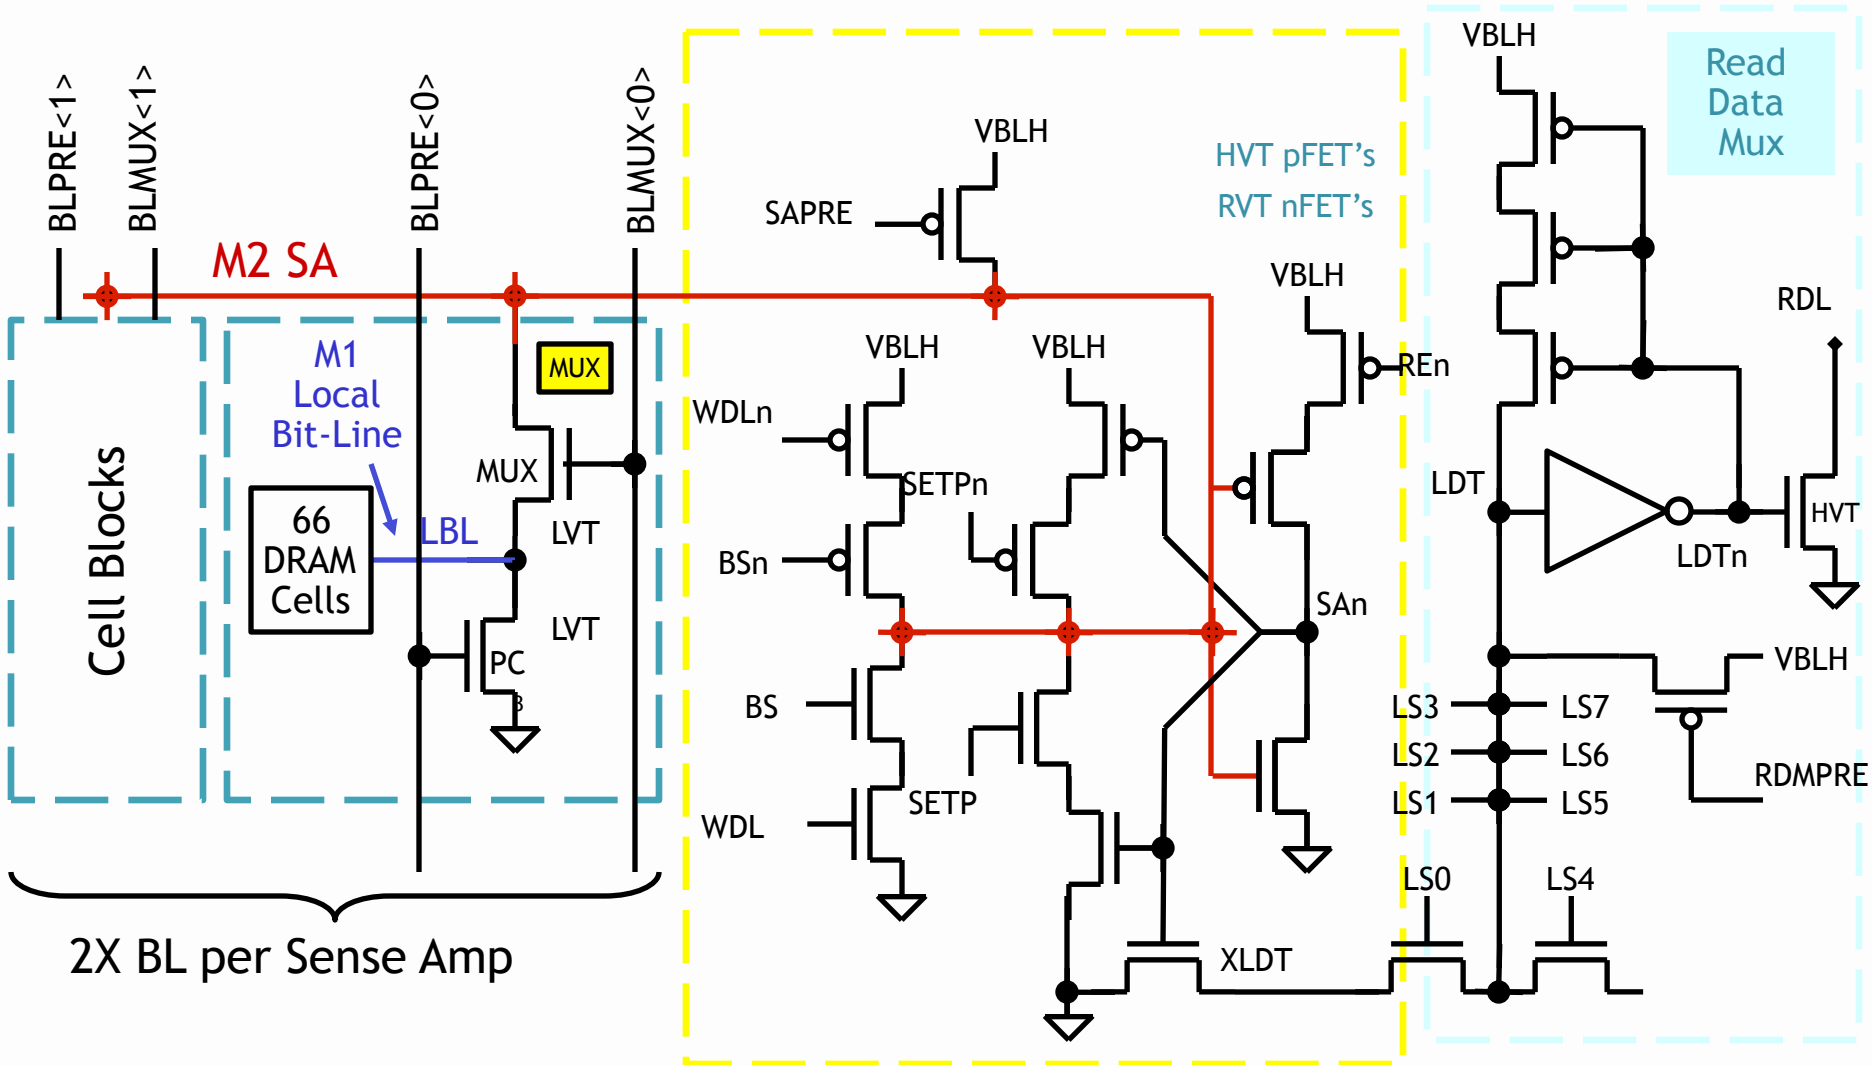 BLPRE<1>
BLMUX<1>
BLPRE<0>
BLMUX<0>
M2 SA
M1
Local
Bit-Line
MUX
MUX
LVT
66
DRAM
Cells
LBL
LVT
PC
Cell Blocks
2X BL per Sense Amp
VBLH
SAPRE
HVT pFET's
RVT nFET's
VBLH
VBLH
VBLH
REn
WDLn
SETPn
BSn
SAn
BS
SETP
WDL
XLDT
VBLH
Read
Data
Mux
RDL
LDT
HVT
LDTn
VBLH
LS3
LS7
LS2
LS6
RDMPRE
LS1
LS5
LS0
LS4